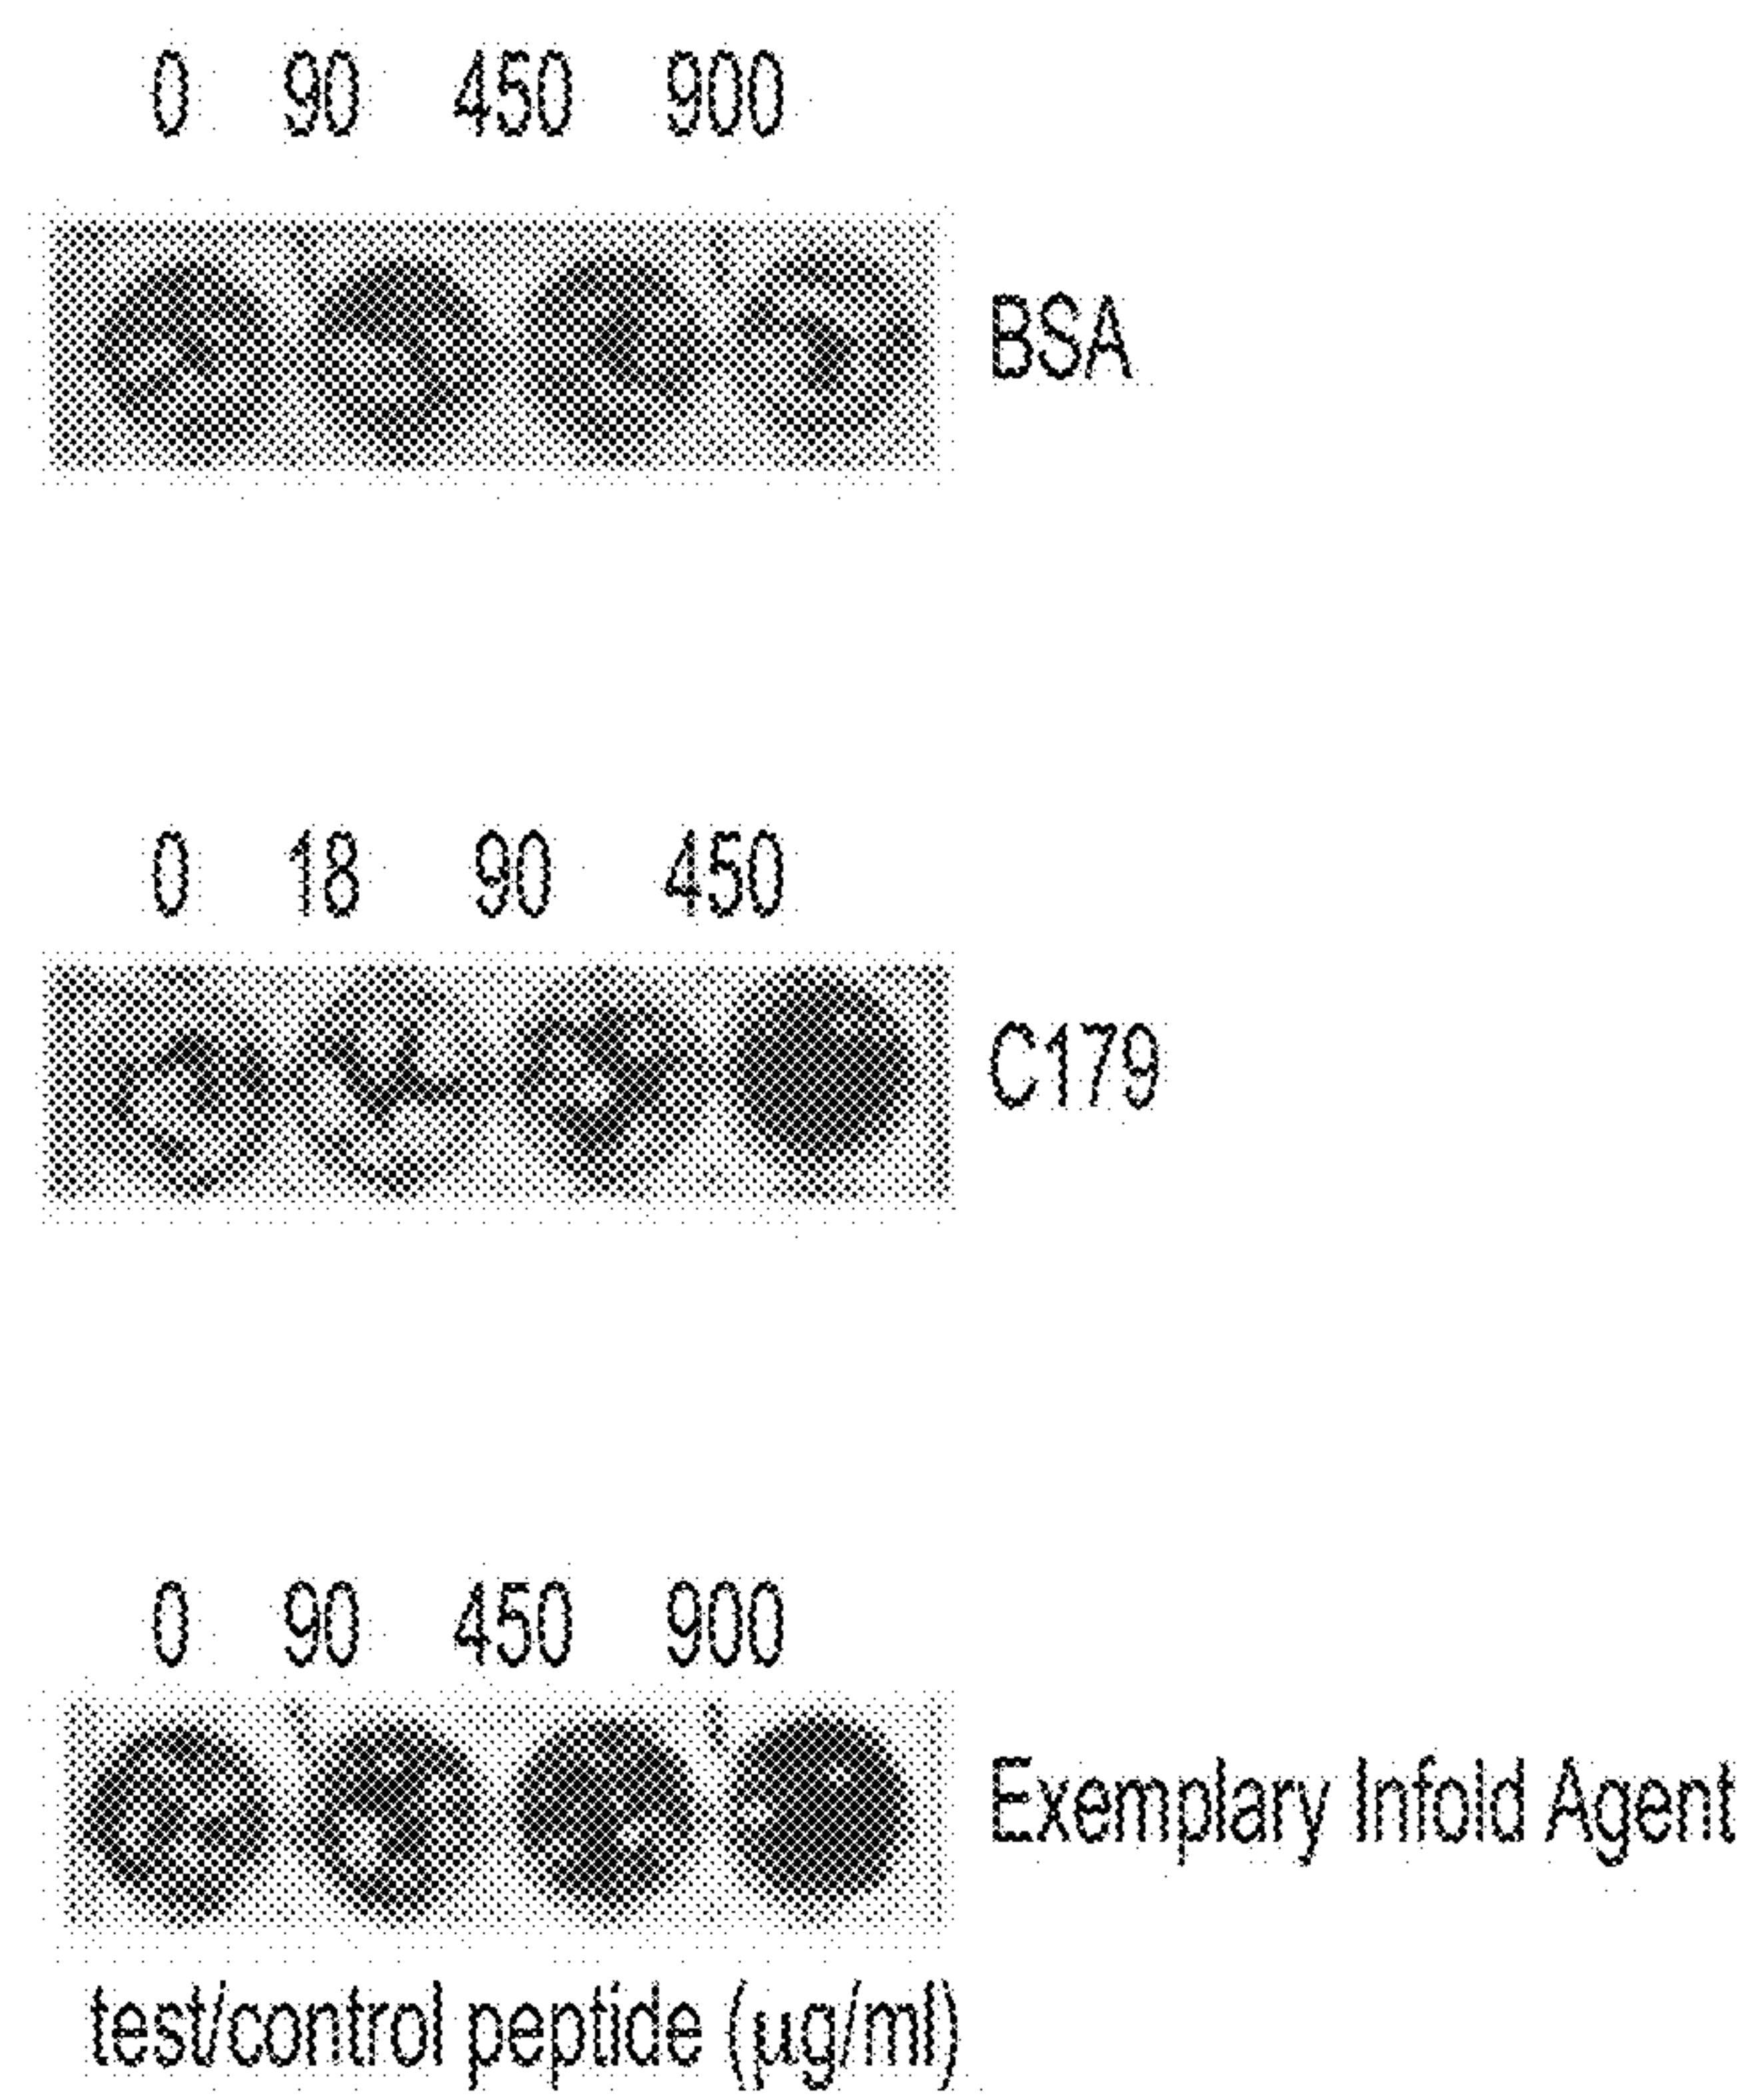 0 90 450 900
BSA
0 18 90 450
C179
0 90 450 900
Exemplary Infold Agent
test/control peptide (µg/ml)